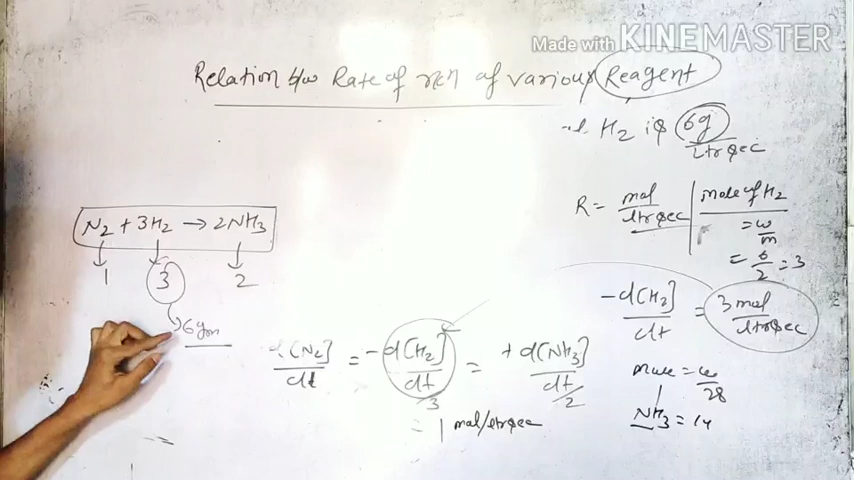 Made with KINEMASTER
Relation b/w Rate of rxn of various Reagent
H2 is 6g/ltr sec
R = mol/ltr sec
mole of H2
= w/m
= 6/2 = 3
N2 + 3H2 → 2NH3
1 3 2
6gm
-d[H2]/dt = 3 mol/ltr sec
d[N2]/dt = - d[H2]/dt/3 = + d[NH3]/dt/2
= 1 mol/ltr sec
mole = w/28
NH3 = 14